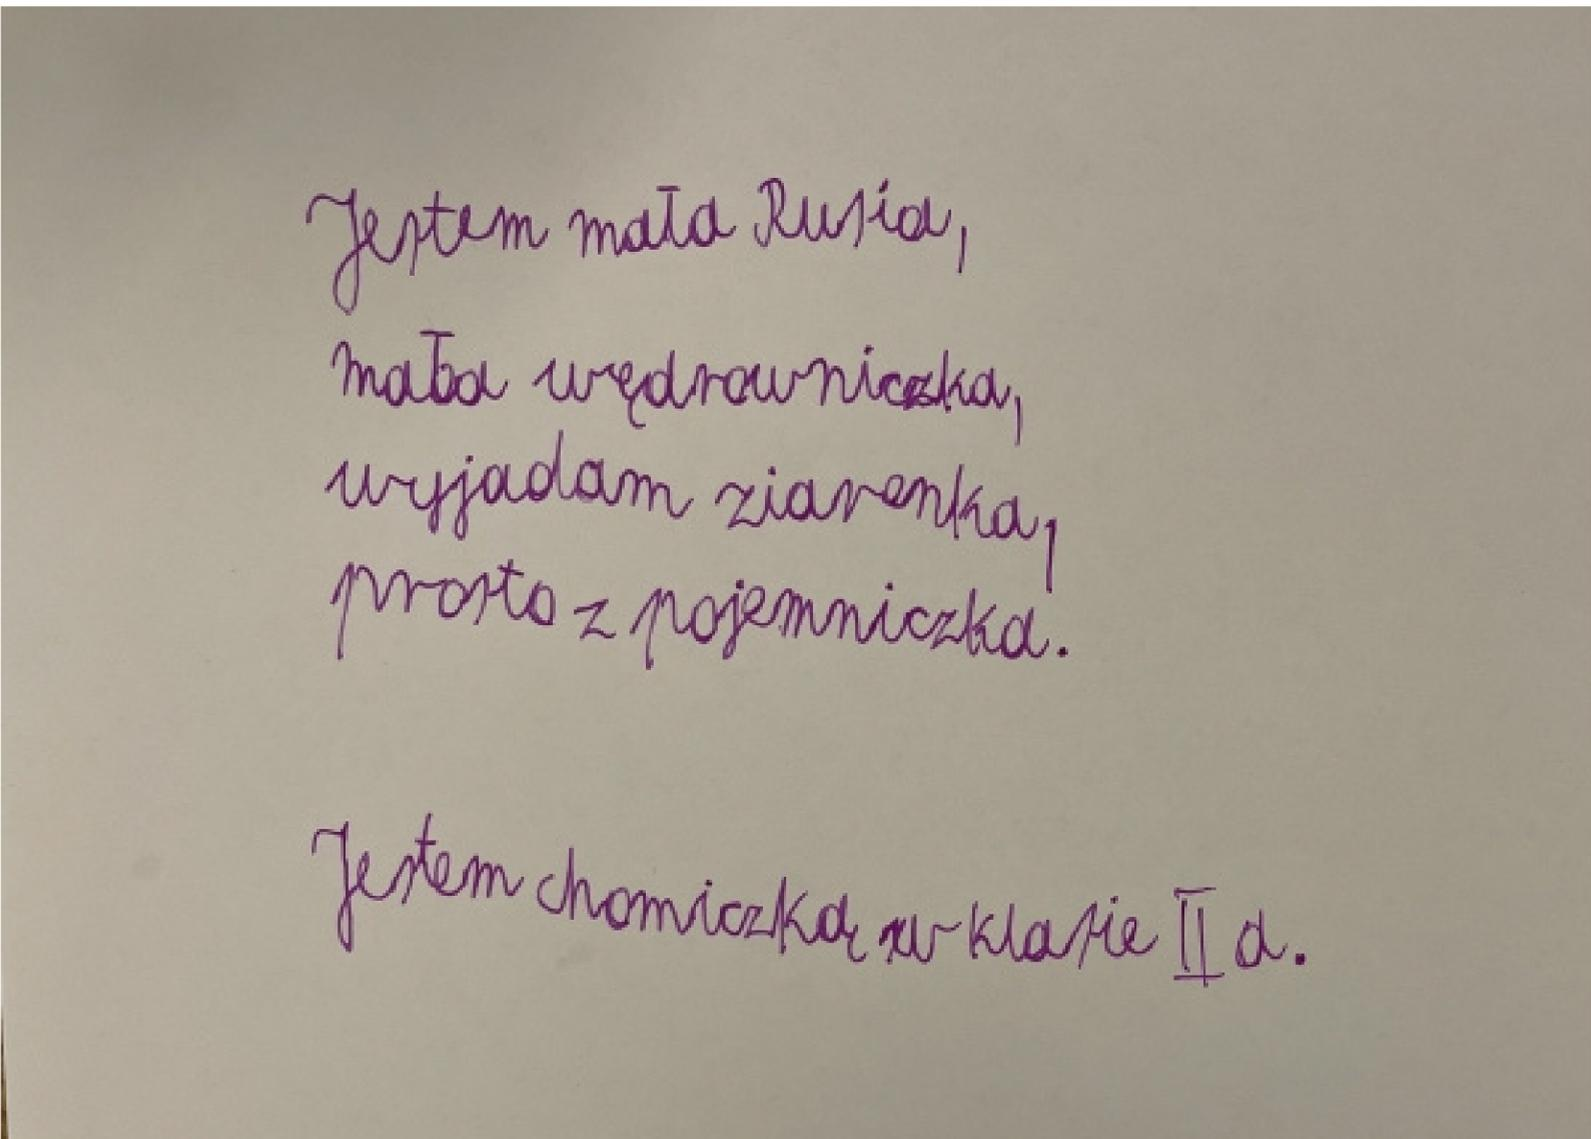 Jestem mała Rusia,
mała wędrowniczka,
wyjadam ziarenka,
prosto z pojemniczka.
Jestem chomiczką w klasie II a.